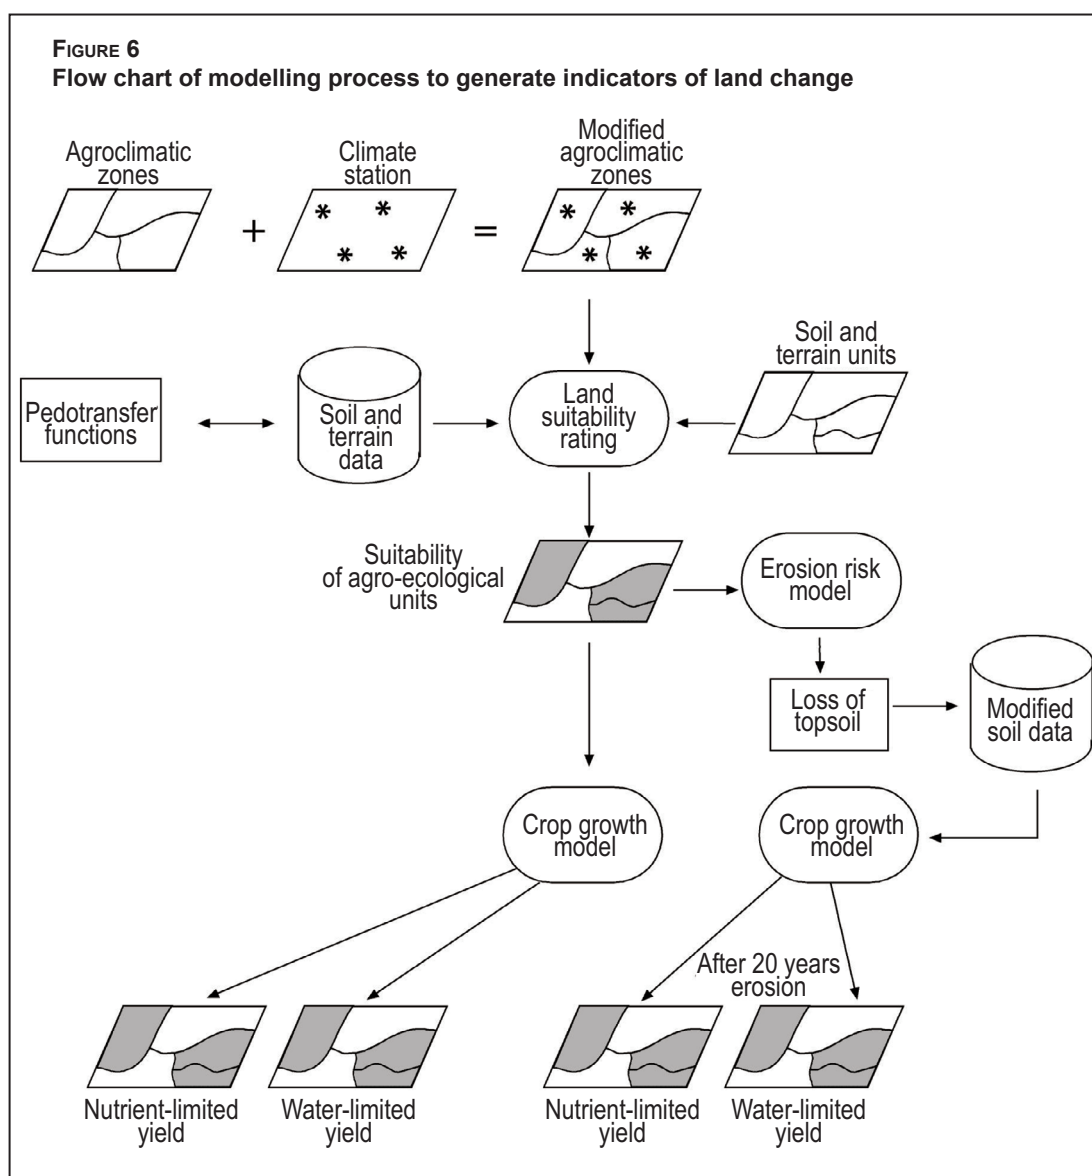 FIGURE 6
Flow chart of modelling process to generate indicators of land change
Agroclimatic
zones
+
Climate
station
=
Modified
agroclimatic
zones
Pedotransfer
functions
Soil and
terrain
data
Land
suitability
rating
Soil and
terrain units
Suitability
of agro-ecological
units
Erosion risk
model
Loss of
topsoil
Modified
soil data
Crop growth
model
Crop growth
model
After 20 years
erosion
Nutrient-limited
yield
Water-limited
yield
Nutrient-limited
yield
Water-limited
yield